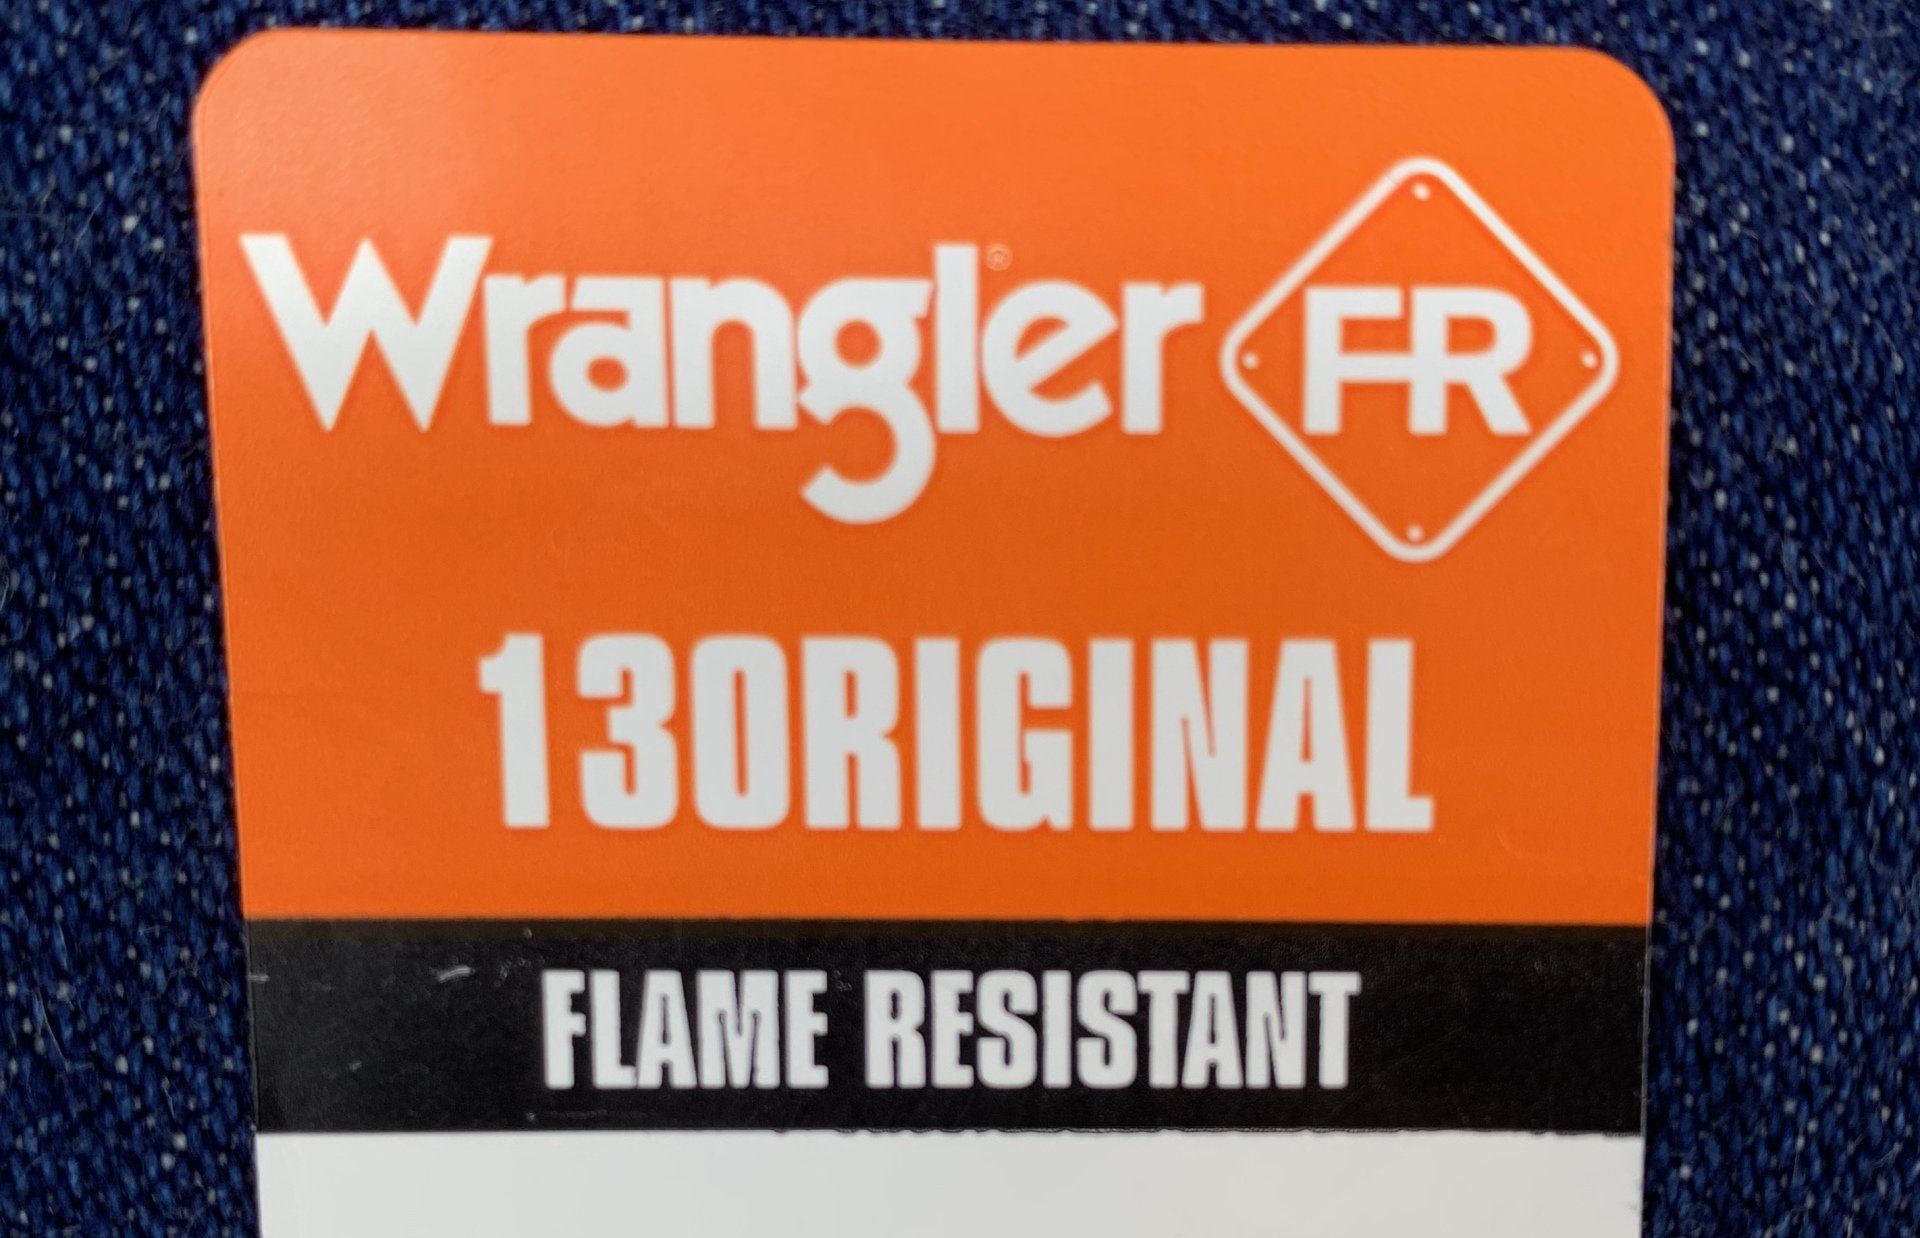 Wrangler® FR
13ORIGINAL
FLAME RESISTANT